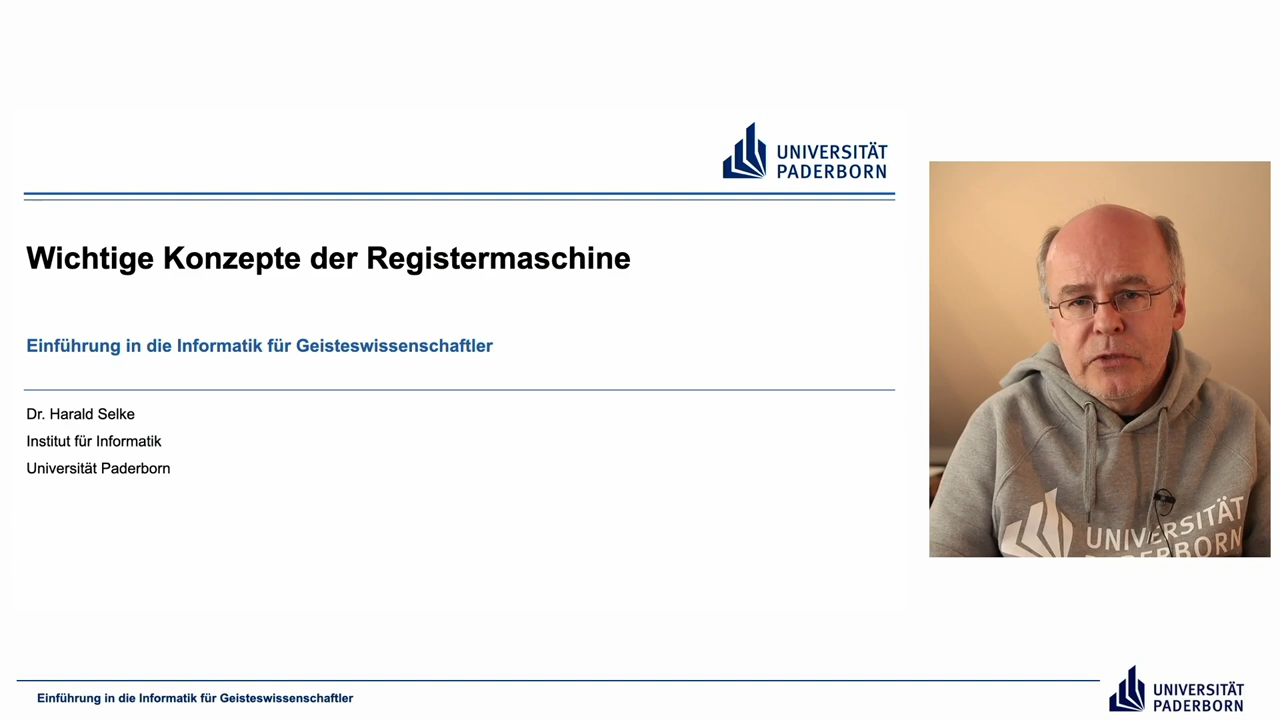 UNIVERSITÄT
PADERBORN
Wichtige Konzepte der Registermaschine
Einführung in die Informatik für Geisteswissenschaftler
Dr. Harald Selke
Institut für Informatik
Universität Paderborn
UNIVERSITÄT
PADERBORN
Einführung in die Informatik für Geisteswissenschaftler
UNIVERSITÄT
PADERBORN